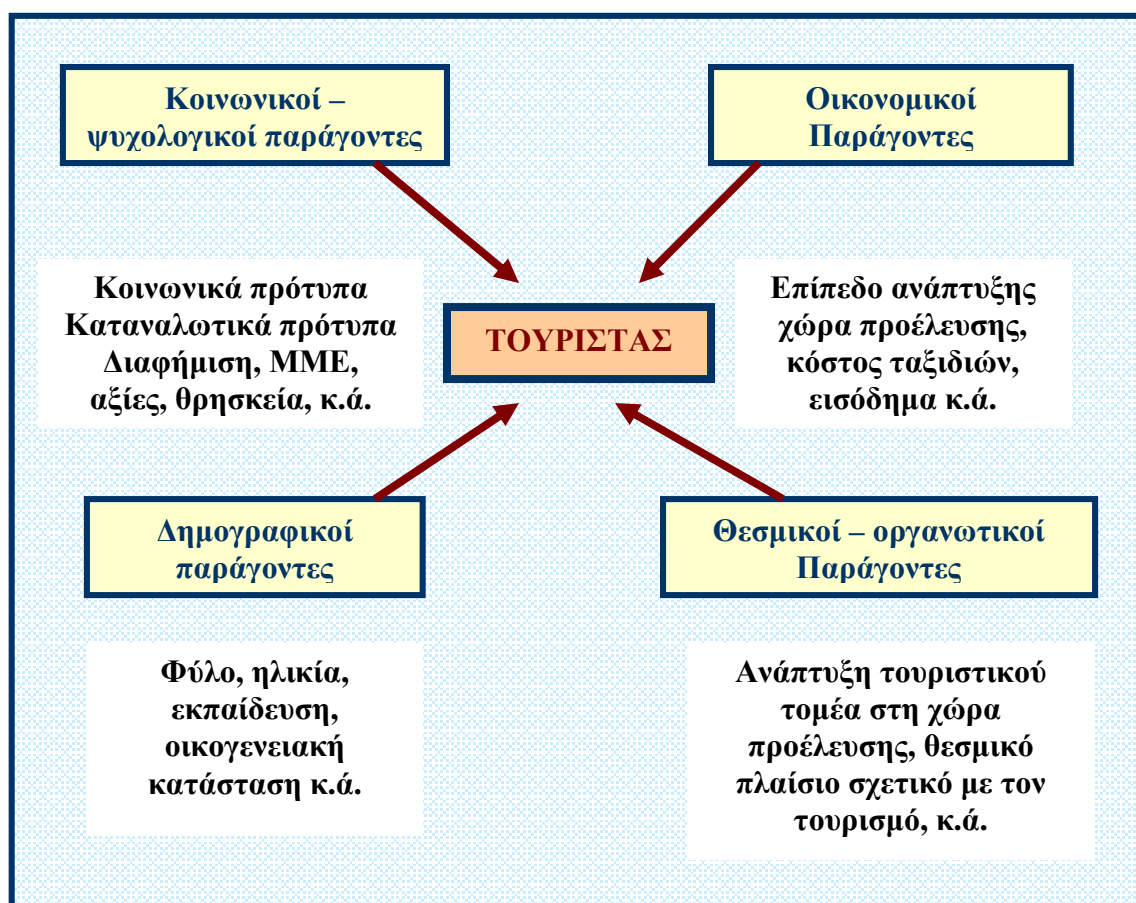 Κοινωνικοί –
ψυχολογικοί παράγοντες
Οικονομικοί
Παράγοντες
Κοινωνικά πρότυπα
Καταναλωτικά πρότυπα
Διαφήμιση, ΜΜΕ,
αξίες, θρησκεία, κ.ά.
ΤΟΥΡΙΣΤΑΣ
Επίπεδο ανάπτυξης
χώρα προέλευσης,
κόστος ταξιδιών,
εισόδημα κ.ά.
Δημογραφικοί
παράγοντες
Θεσμικοί – οργανωτικοί
Παράγοντες
Φύλο, ηλικία,
εκπαίδευση,
οικογενειακή
κατάσταση κ.ά.
Ανάπτυξη τουριστικού
τομέα στη χώρα
προέλευσης, θεσμικό
πλαίσιο σχετικό με τον
τουρισμό, κ.ά.